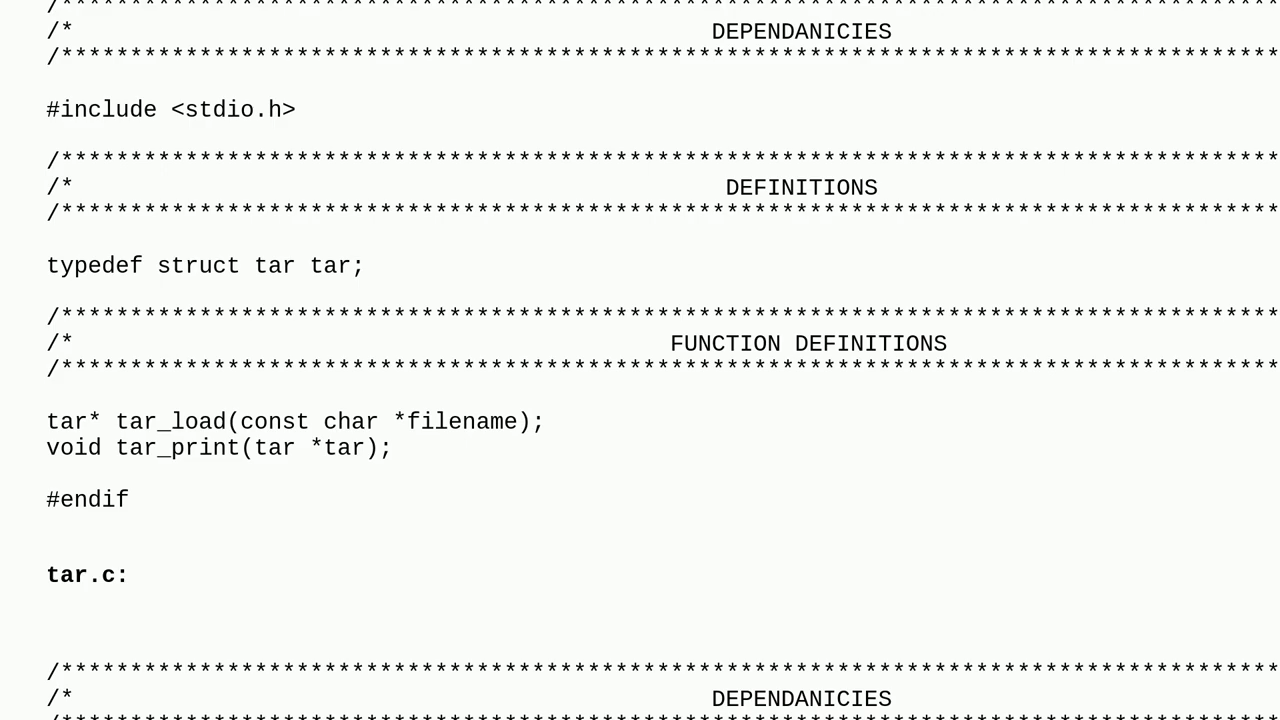 /****************************************************************************************
/* DEPENDANICIES
/****************************************************************************************
#include <stdio.h>
/****************************************************************************************
/* DEFINITIONS
/****************************************************************************************
typedef struct tar tar;
/****************************************************************************************
/* FUNCTION DEFINITIONS
/****************************************************************************************
tar* tar_load(const char *filename);
void tar_print(tar *tar);
#endif
tar.c:
/****************************************************************************************
/* DEPENDANICIES
/****************************************************************************************